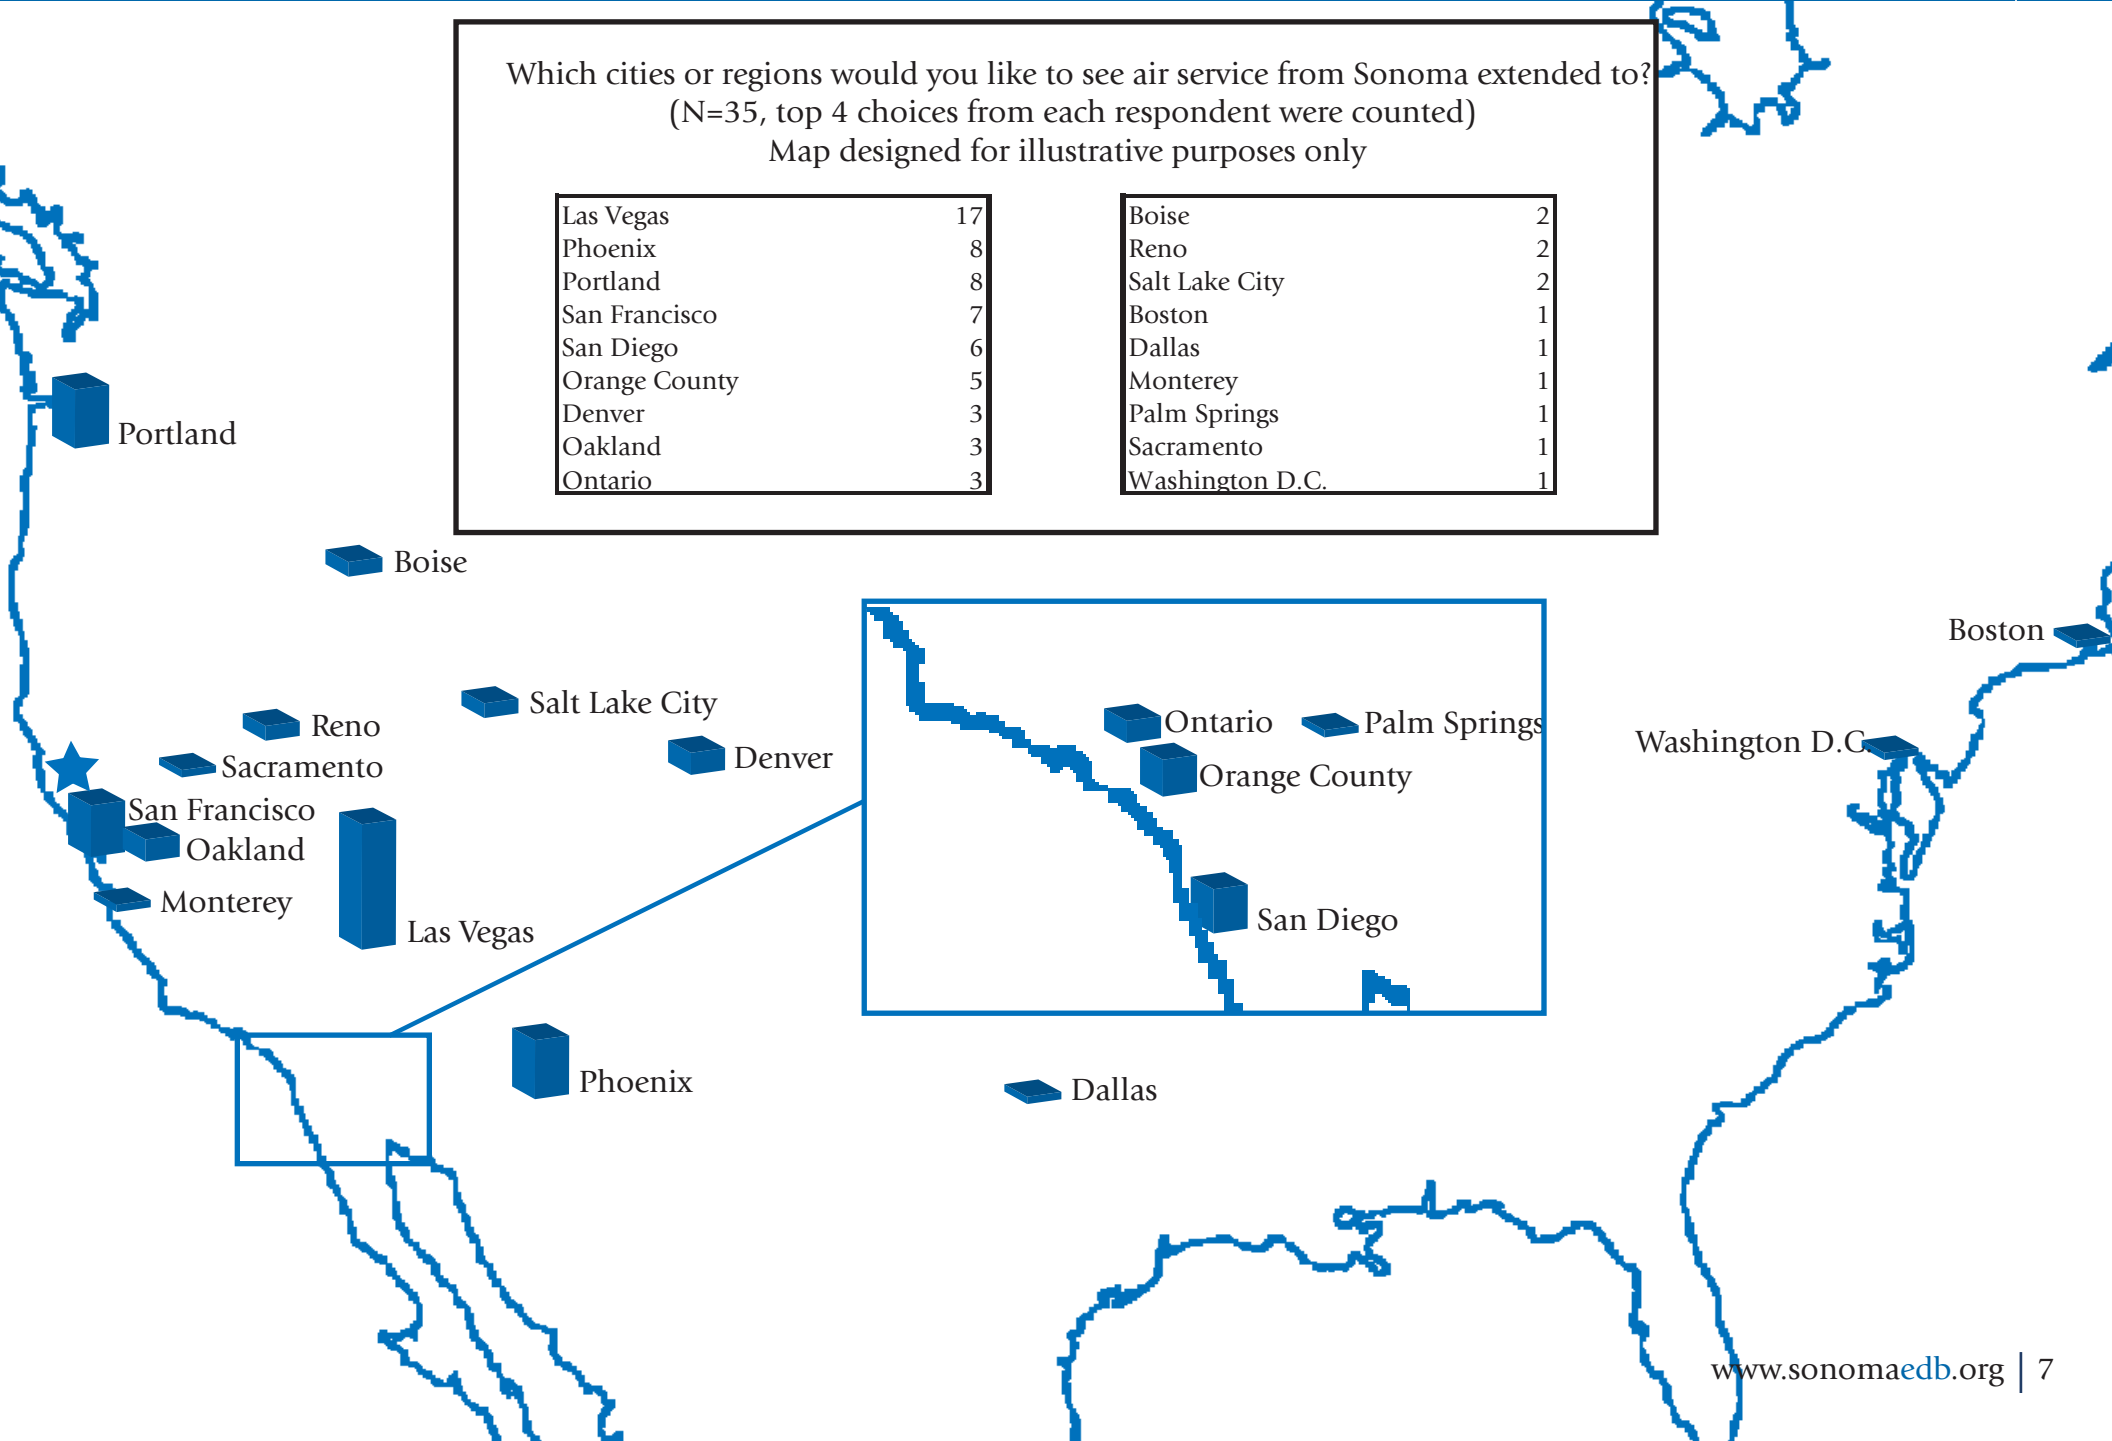 Which cities or regions would you like to see air service from Sonoma extended to?
(N=35, top 4 choices from each respondent were counted)
Map designed for illustrative purposes only
Las Vegas 17
Phoenix 8
Portland 8
San Francisco 7
San Diego 6
Orange County 5
Denver 3
Oakland 3
Ontario 3
Boise 2
Reno 2
Salt Lake City 2
Boston 1
Dallas 1
Monterey 1
Palm Springs 1
Sacramento 1
Washington D.C. 1
Portland
Boise
Boston
Salt Lake City
Reno
Ontario
Palm Springs
Washington D.C.
Denver
Sacramento
Orange County
San Francisco
Oakland
Monterey
Las Vegas
San Diego
Phoenix
Dallas
www.sonomaedb.org | 7